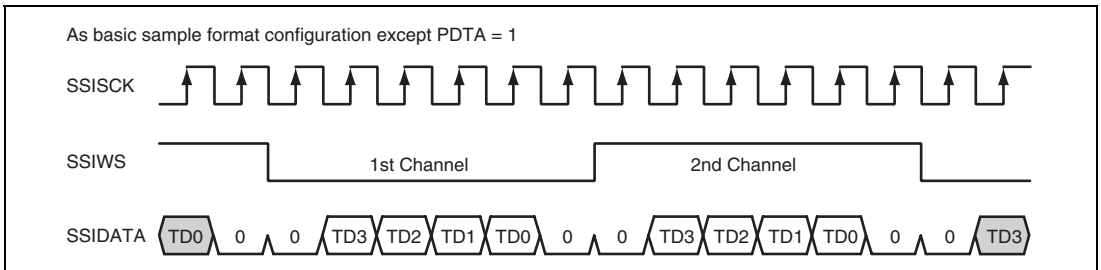 As basic sample format configuration except PDTA = 1
SSISCK
SSIWS 1st Channel 2nd Channel
SSIDATA TD0 0 0 TD3 TD2 TD1 TD0 0 0 TD3 TD2 TD1 TD0 0 0 TD3